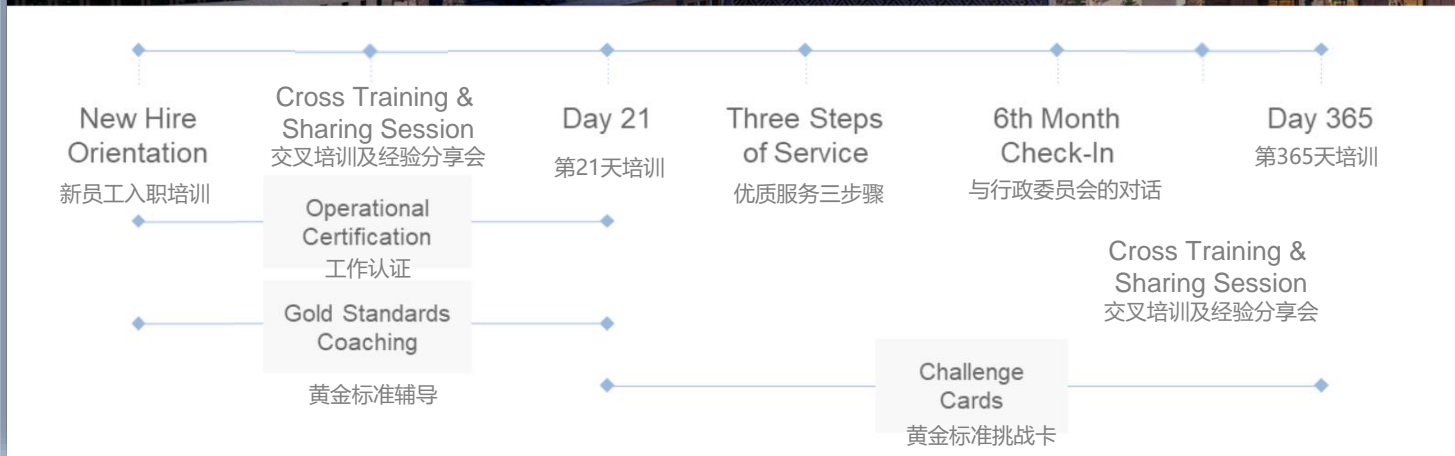 New Hire
Orientation
新员工入职培训
Cross Training &
Sharing Session
交叉培训及经验分享会
Day 21
第21天培训
Three Steps
of Service
优质服务三步骤
6th Month
Check-In
与行政委员会的对话
Day 365
第365天培训
Operational
Certification
工作认证
Cross Training &
Sharing Session
交叉培训及经验分享会
Gold Standards
Coaching
黄金标准辅导
Challenge
Cards
黄金标准挑战卡